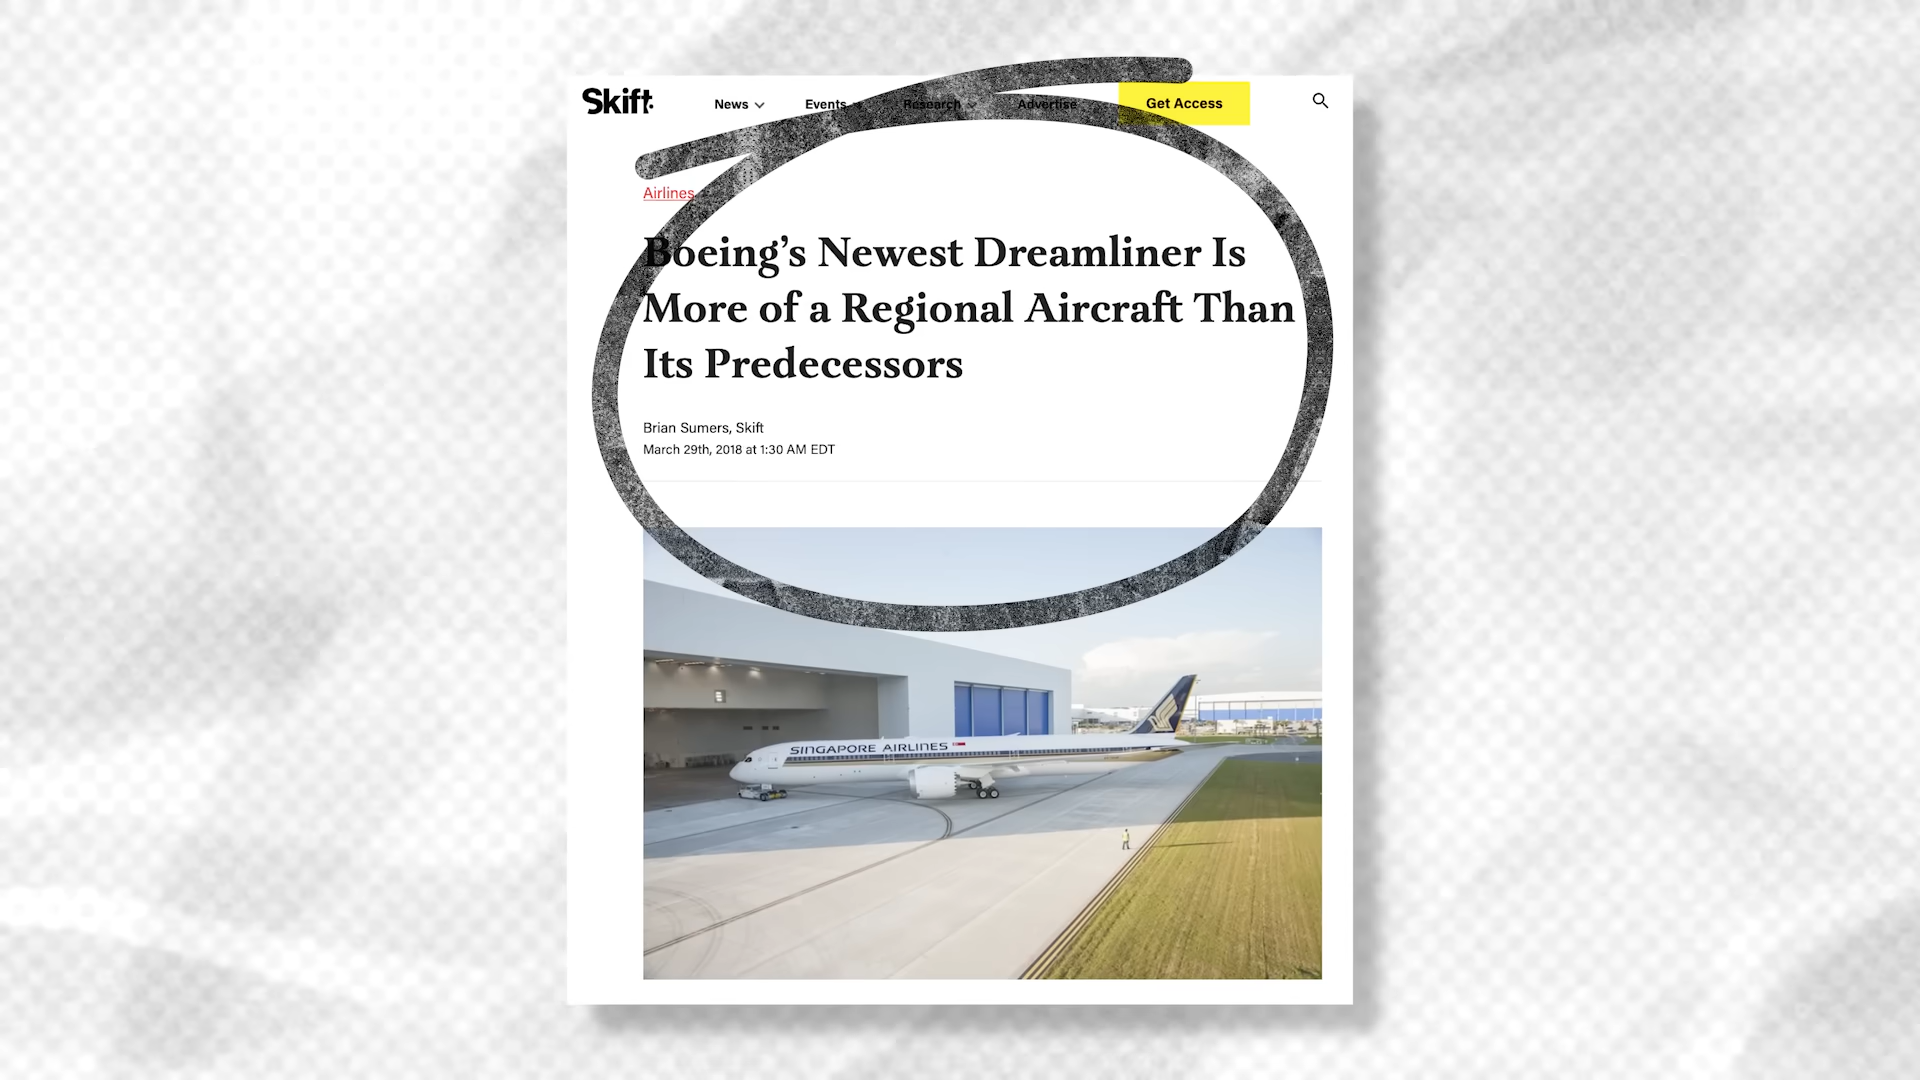 Skift:
News
Events
Research
Advertise
Get Access
Airlines
Boeing’s Newest Dreamliner Is
More of a Regional Aircraft Than
Its Predecessors
Brian Sumers, Skift
March 29th, 2018 at 1:30 AM EDT
SINGAPORE AIRLINES